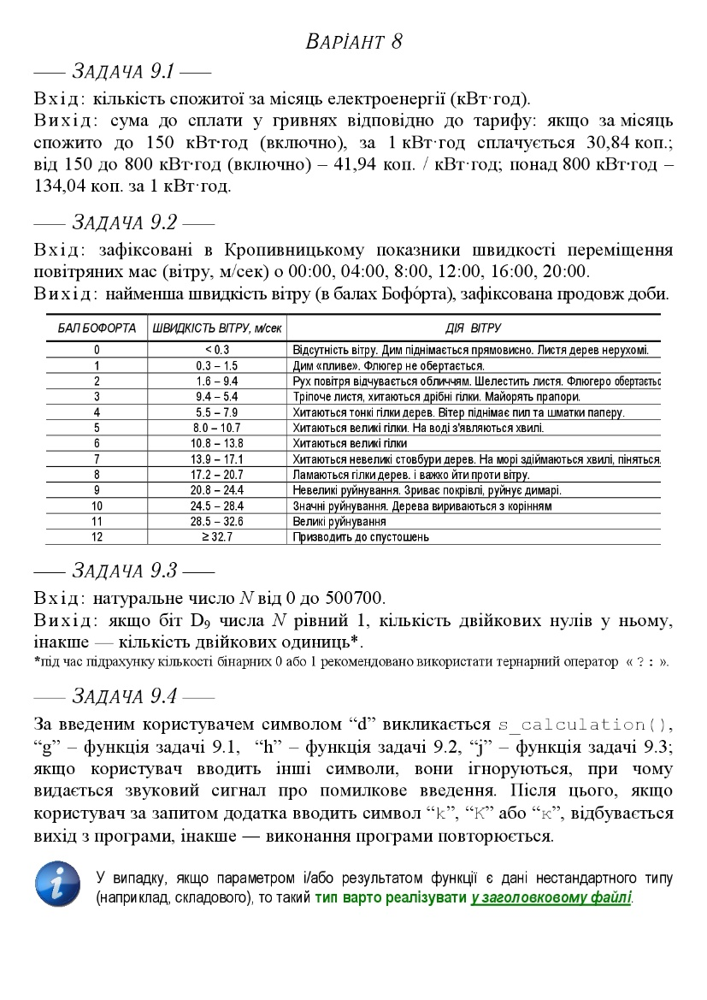 ВАРІАНТ 8
—— ЗАДАЧА 9.1 ——
Вхід: кількість спожитої за місяць електроенергії (кВт·год).
Вихід: сума до сплати у гривнях відповідно до тарифу: якщо за місяць
спожито до 150 кВт·год (включно), за 1 кВт·год сплачується 30,84 коп.;
від 150 до 800 кВт·год (включно) – 41,94 коп. / кВт·год; понад 800 кВт·год –
134,04 коп. за 1 кВт·год.
—— ЗАДАЧА 9.2 ——
Вхід: зафіксовані в Кропивницькому показники швидкості переміщення
повітряних мас (вітру, м/сек) о 00:00, 04:00, 8:00, 12:00, 16:00, 20:00.
Вихід: найменша швидкість вітру (в балах Бофо́рта), зафіксована продовж доби.
БАЛ БОФОРТА ШВИДКІСТЬ ВІТРУ, м/сек ДІЯ ВІТРУ
0 < 0.3 Відсутність вітру. Дим піднімається прямовисно. Листя дерев нерухомі.
1 0.3 – 1.5 Дим «пливе». Флюгер не обертається.
2 1.6 – 9.4 Рух повітря відчувається обличчям. Шелестить листя. Флюгеро обертаєтьс
3 9.4 – 5.4 Тріпоче листя, хитаються дрібні гілки. Майорять прапори.
4 5.5 – 7.9 Хитаються тонкі гілки дерев. Вітер піднімає пил та шматки паперу.
5 8.0 – 10.7 Хитаються великі гілки. На воді з'являються хвилі.
6 10.8 – 13.8 Хитаються великі гілки
7 13.9 – 17.1 Хитаються невеликі стовбури дерев. На морі здіймаються хвилі, піняться.
8 17.2 – 20.7 Ламаються гілки дерев. і важко йти проти вітру.
9 20.8 – 24.4 Невеликі руйнування. Зриває покрівлі, руйнує димарі.
10 24.5 – 28.4 Значні руйнування. Дерева вириваються з корінням
11 28.5 – 32.6 Великі руйнування
12 ≥ 32.7 Призводить до спустошень
—— ЗАДАЧА 9.3 ——
Вхід: натуральне число N від 0 до 500700.
Вихід: якщо біт D₉ числа N рівний 1, кількість двійкових нулів у ньому,
інакше — кількість двійкових одиниць*.
*під час підрахунку кількості бінарних 0 або 1 рекомендовано використати тернарний оператор « ? : ».
—— ЗАДАЧА 9.4 ——
За введеним користувачем символом “d” викликається s_calculation(),
“g” – функція задачі 9.1, “h” – функція задачі 9.2, “j” – функція задачі 9.3;
якщо користувач вводить інші символи, вони ігноруються, при чому
видається звуковий сигнал про помилкове введення. Після цього, якщо
користувач за запитом додатка вводить символ “k”, “K” або “к”, відбувається
вихід з програми, інакше — виконання програми повторюється.
У випадку, якщо параметром і/або результатом функції є дані нестандартного типу
(наприклад, складового), то такий тип варто реалізувати у заголовковому файлі.